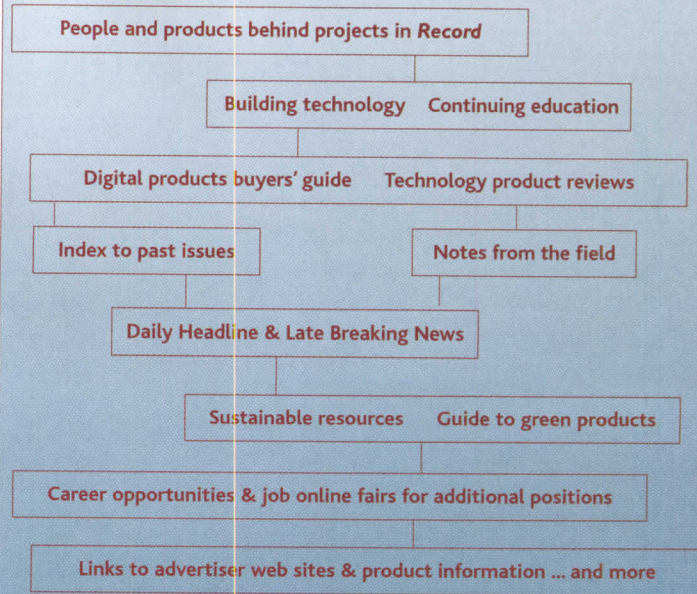 People and products behind projects in Record
Building technology Continuing education
Digital products buyers' guide Technology product reviews
Index to past issues Notes from the field
Daily Headline & Late Breaking News
Sustainable resources Guide to green products
Career opportunities & job online fairs for additional positions
Links to advertiser web sites & product information ... and more